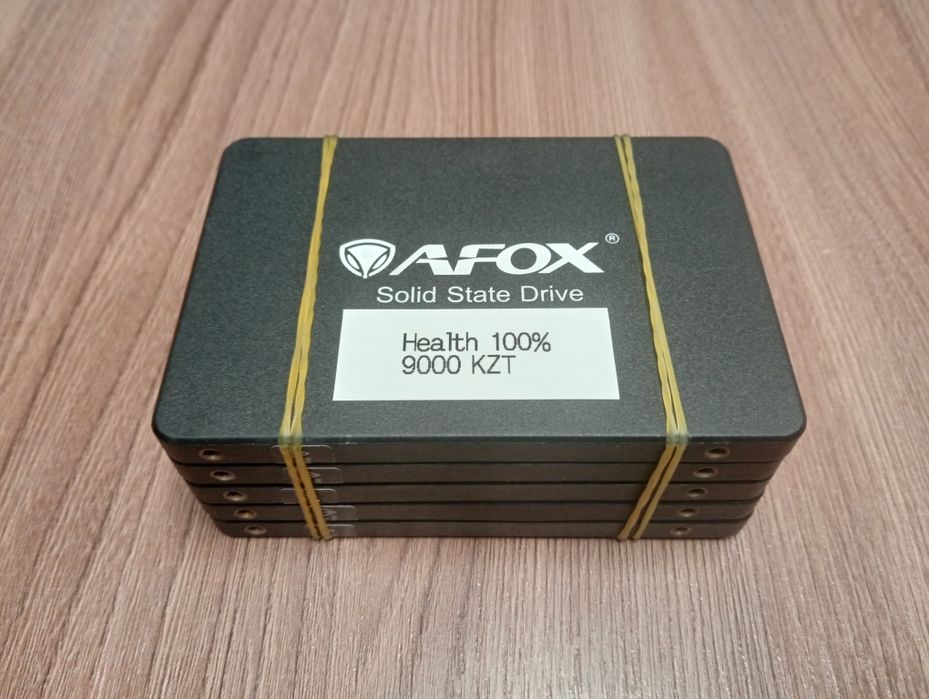 AFOX®
Solid State Drive
Health 100%
9000 KZT